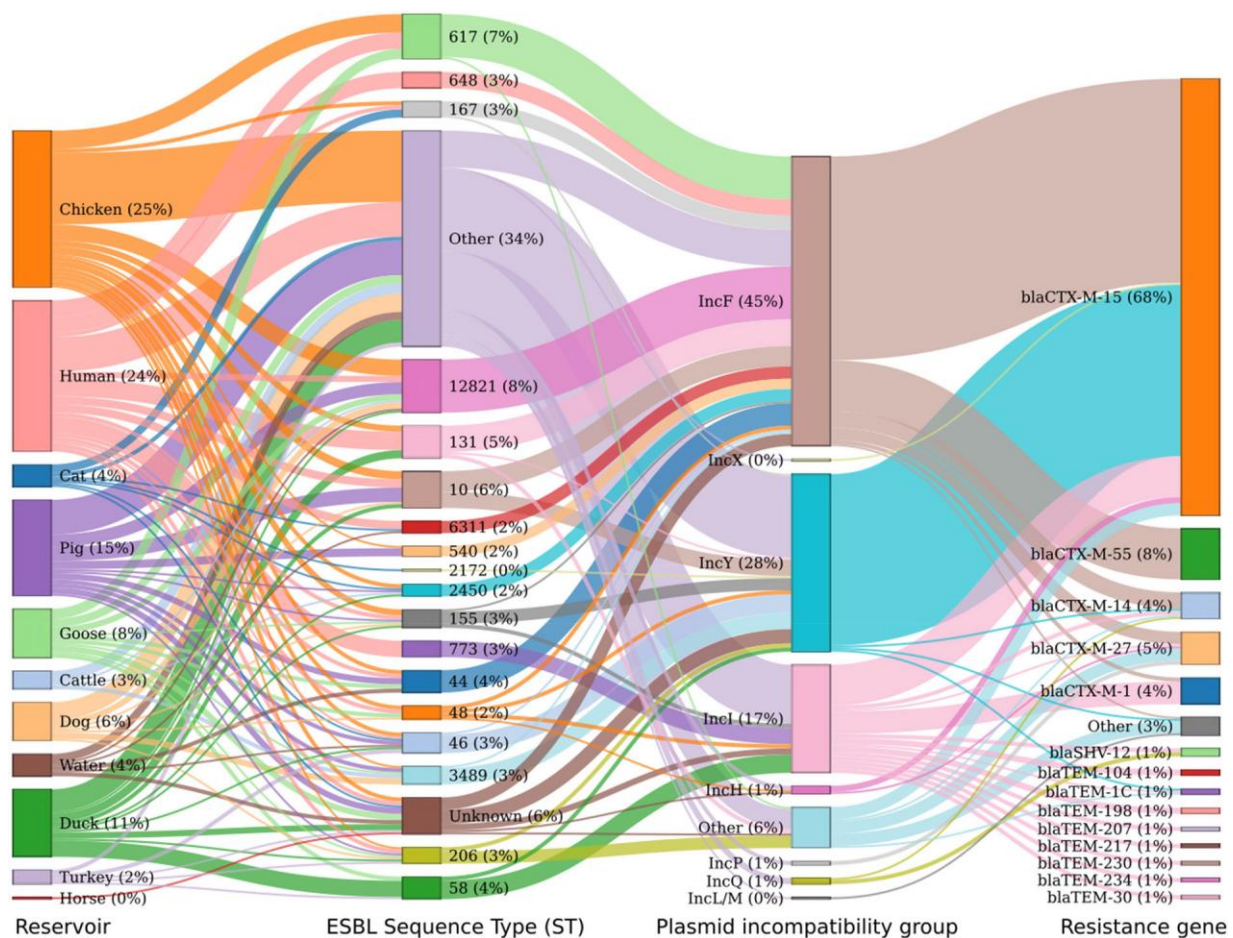 617 (7%)
648 (3%)
167 (3%)
Chicken (25%)
Other (34%)
IncF (45%)
blaCTX-M-15 (68%)
Human (24%)
12821 (8%)
131 (5%)
IncX (0%)
Cat (4%)
10 (6%)
6311 (2%)
Pig (15%)
540 (2%)
blaCTX-M-55 (8%)
IncY (28%)
2172 (0%)
2450 (2%)
blaCTX-M-14 (4%)
155 (3%)
Goose (8%)
773 (3%)
blaCTX-M-27 (5%)
Cattle (3%)
44 (4%)
blaCTX-M-1 (4%)
48 (2%)
IncI (17%)
Dog (6%)
Other (3%)
46 (3%)
blaSHV-12 (1%)
Water (4%)
3489 (3%)
blaTEM-104 (1%)
IncH (1%)
blaTEM-1C (1%)
blaTEM-198 (1%)
Unknown (6%)
Duck (11%)
Other (6%)
blaTEM-207 (1%)
blaTEM-217 (1%)
206 (3%)
IncP (1%)
blaTEM-230 (1%)
Turkey (2%)
IncQ (1%)
blaTEM-234 (1%)
58 (4%)
Horse (0%)
IncL/M (0%)
blaTEM-30 (1%)
Reservoir
ESBL Sequence Type (ST)
Plasmid incompatibility group
Resistance gene